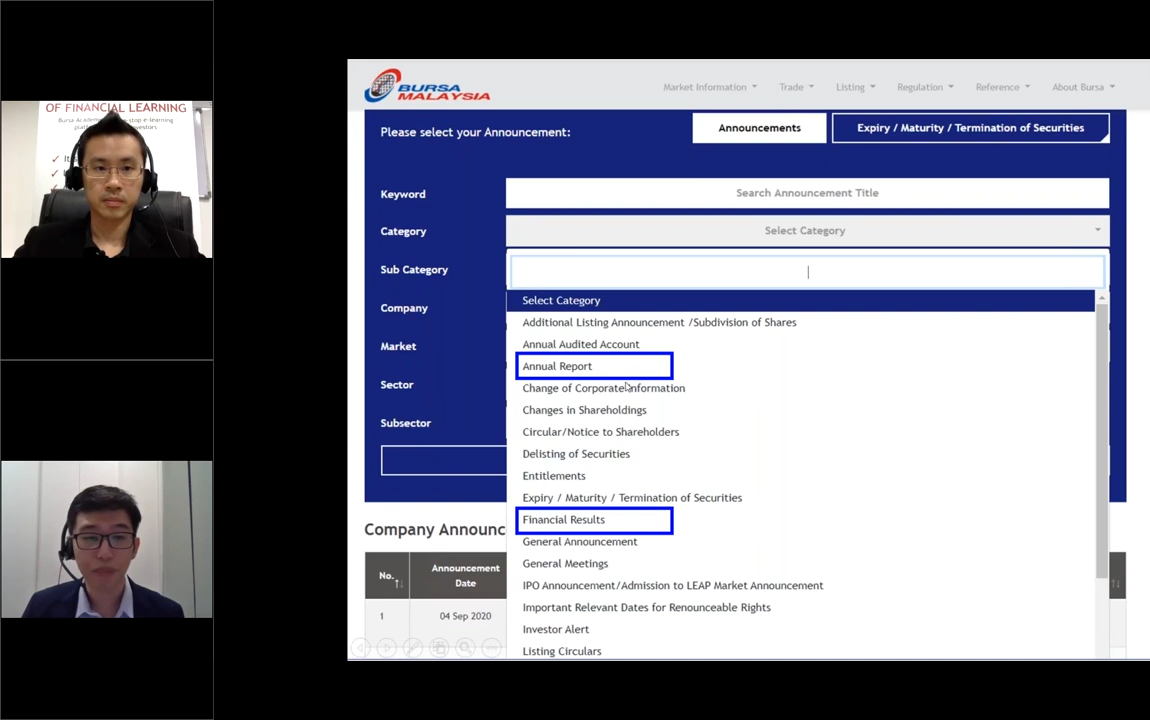 OF FINANCIAL LEARNING
BURSA
MALAYSIA
Market Information
Trade
Listing
Regulation
Reference
About Bursa
Please select your Announcement:
Announcements
Expiry / Maturity / Termination of Securities
Keyword
Search Announcement Title
Category
Select Category
Sub Category
Select Category
Company
Additional Listing Announcement /Subdivision of Shares
Annual Audited Account
Market
Annual Report
Sector
Change of Corporate Information
Changes in Shareholdings
Subsector
Circular/Notice to Shareholders
Delisting of Securities
Entitlements
Expiry / Maturity / Termination of Securities
Financial Results
Company Announc
General Announcement
General Meetings
No.
Announcement
Date
IPO Announcement/Admission to LEAP Market Announcement
Important Relevant Dates for Renounceable Rights
1
04 Sep 2020
Investor Alert
Listing Circulars